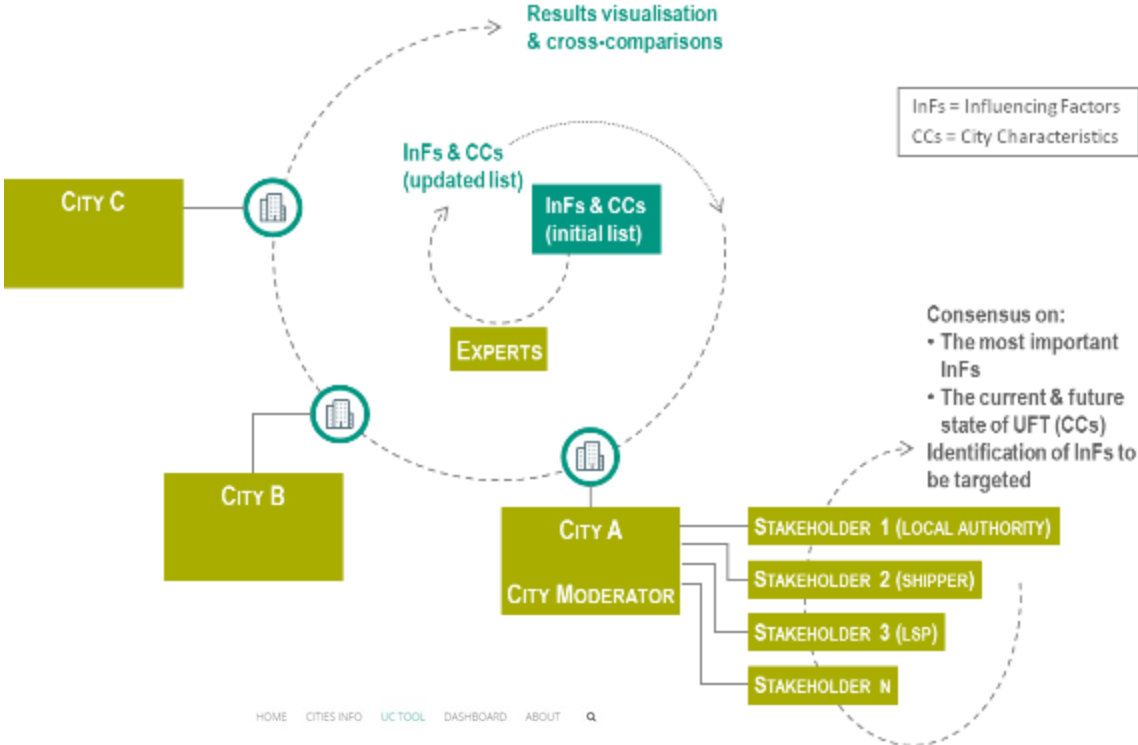 Results visualisation
& cross-comparisons
InFs = Influencing Factors
CCs = City Characteristics
InFs & CCs
(updated list)
InFs & CCs
(initial list)
CITY C
EXPERTS
Consensus on:
• The most important
InFs
• The current & future
state of UFT (CCs)
Identification of InFs to
be targeted
CITY B
CITY A
CITY MODERATOR
STAKEHOLDER 1 (LOCAL AUTHORITY)
STAKEHOLDER 2 (SHIPPER)
STAKEHOLDER 3 (LSP)
STAKEHOLDER N
HOME CITIES INFO UC TOOL DASHBOARD ABOUT